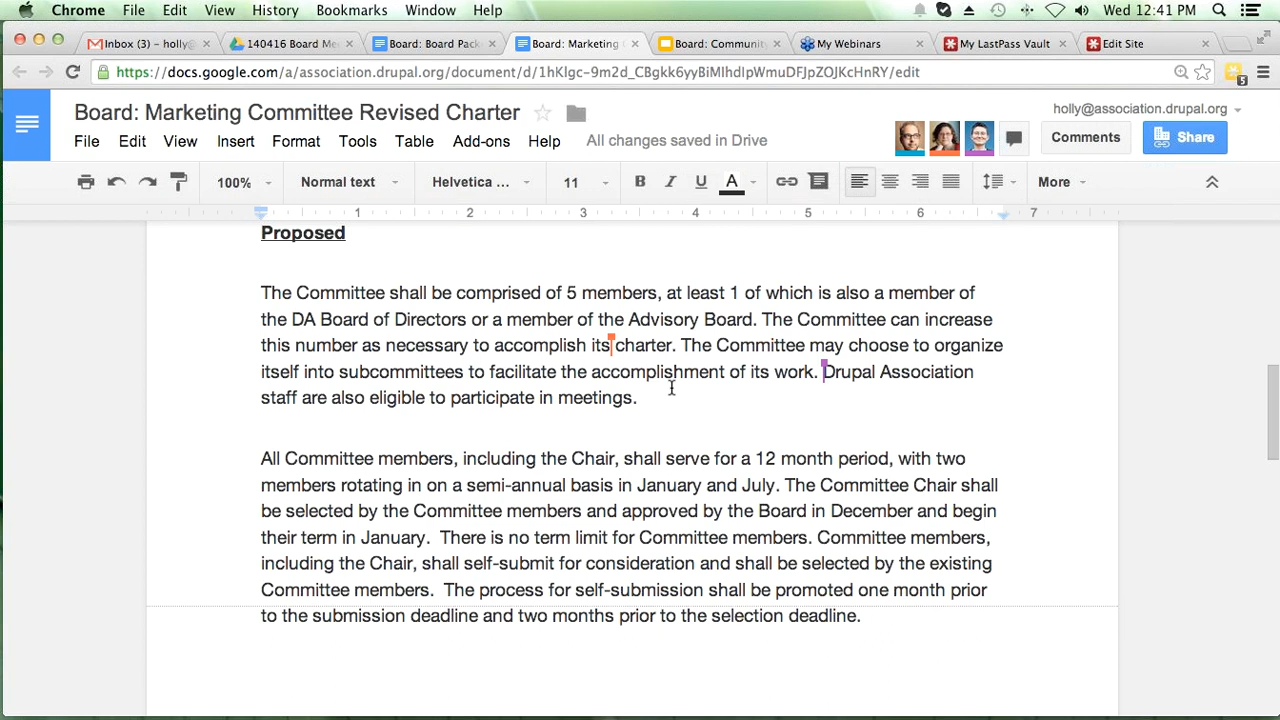 Chrome File Edit View History Bookmarks Window Help Wed 12:41 PM
Inbox (3) – holly@ 140416 Board Me Board: Board Pack Board: Marketing Board: Communit My Webinars My LastPass Vault Edit Site
https://docs.google.com/a/association.drupal.org/document/d/1hKlgc-9m2d_CBgkk6yyBiMIhdIpWmuDFJpZOJKcHnRY/edit 5
Board: Marketing Committee Revised Charter holly@association.drupal.org
File Edit View Insert Format Tools Table Add-ons Help All changes saved in Drive Comments Share
100% Normal text Helvetica ... 11 B I U A More
1 2 3 4 5 6 7
Proposed
The Committee shall be comprised of 5 members, at least 1 of which is also a member of
the DA Board of Directors or a member of the Advisory Board. The Committee can increase
this number as necessary to accomplish its charter. The Committee may choose to organize
itself into subcommittees to facilitate the accomplishment of its work. Drupal Association
staff are also eligible to participate in meetings.
All Committee members, including the Chair, shall serve for a 12 month period, with two
members rotating in on a semi-annual basis in January and July. The Committee Chair shall
be selected by the Committee members and approved by the Board in December and begin
their term in January.  There is no term limit for Committee members. Committee members,
including the Chair, shall self-submit for consideration and shall be selected by the existing
Committee members.  The process for self-submission shall be promoted one month prior
to the submission deadline and two months prior to the selection deadline.